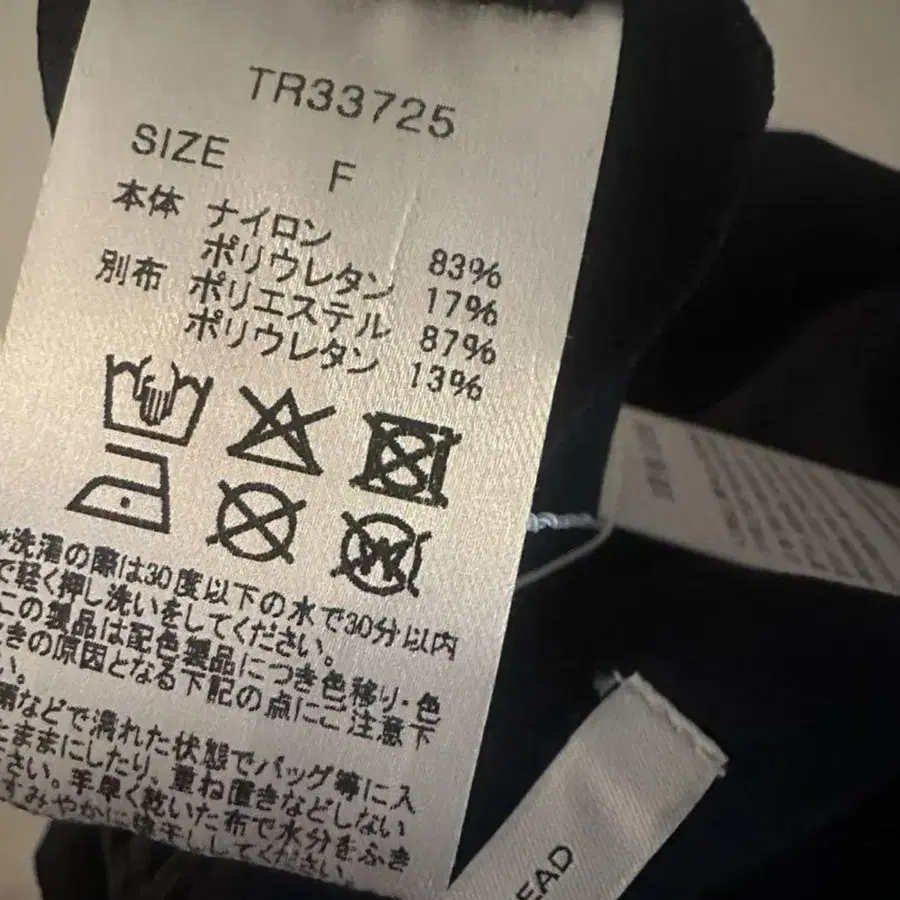 TR33725
SIZE F
本体 ナイロン 83%
ポリウレタン 17%
別布 ポリエステル 87%
ポリウレタン 13%
*洗濯の際は30度以下の水で30分以内
で軽く押し洗いをしてください。
この製品は配色製品につき色移り・色
泣きの原因となる下記の点にご注意下
い。
雨などで濡れた状態でバッグ等に入
たままにしたり、重ね置きなどしない
さい。手早く乾いた布で水分をふき
すみやかに陰干ししてください。
EAD